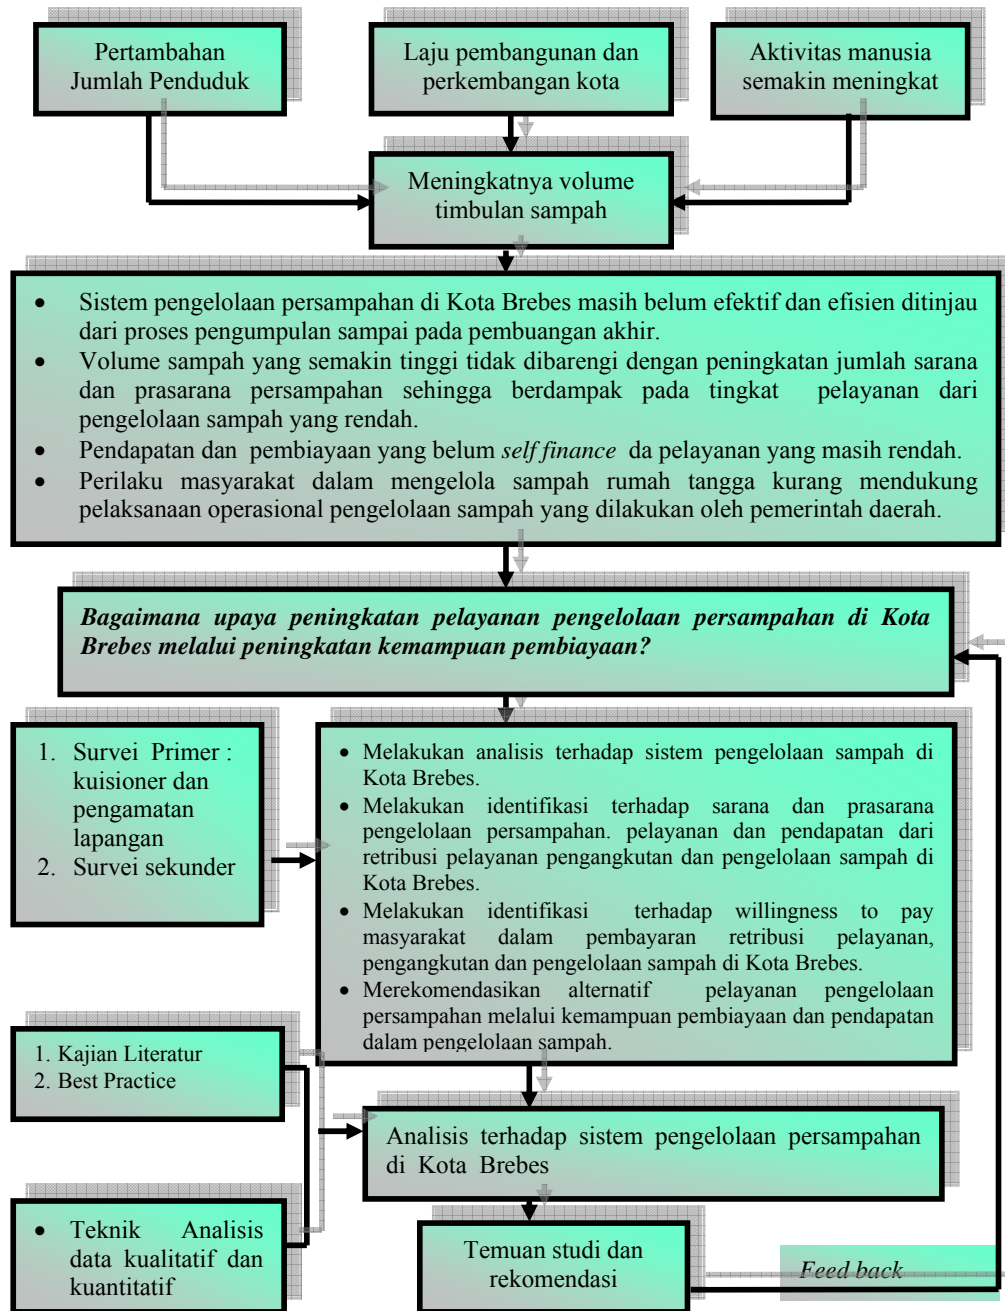 Pertambahan
Jumlah Penduduk
Laju pembangunan dan
perkembangan kota
Aktivitas manusia
semakin meningkat
Meningkatnya volume
timbulan sampah
• Sistem pengelolaan persampahan di Kota Brebes masih belum efektif dan efisien ditinjau
dari proses pengumpulan sampai pada pembuangan akhir.
• Volume sampah yang semakin tinggi tidak dibarengi dengan peningkatan jumlah sarana
dan prasarana persampahan sehingga berdampak pada tingkat pelayanan dari
pengelolaan sampah yang rendah.
• Pendapatan dan pembiayaan yang belum self finance da pelayanan yang masih rendah.
• Perilaku masyarakat dalam mengelola sampah rumah tangga kurang mendukung
pelaksanaan operasional pengelolaan sampah yang dilakukan oleh pemerintah daerah.
Bagaimana upaya peningkatan pelayanan pengelolaan persampahan di Kota
Brebes melalui peningkatan kemampuan pembiayaan?
1. Survei Primer :
kuisioner dan
pengamatan
lapangan
2. Survei sekunder
• Melakukan analisis terhadap sistem pengelolaan sampah di
Kota Brebes.
• Melakukan identifikasi terhadap sarana dan prasarana
pengelolaan persampahan. pelayanan dan pendapatan dari
retribusi pelayanan pengangkutan dan pengelolaan sampah di
Kota Brebes.
• Melakukan identifikasi terhadap willingness to pay
masyarakat dalam pembayaran retribusi pelayanan,
pengangkutan dan pengelolaan sampah di Kota Brebes.
• Merekomendasikan alternatif pelayanan pengelolaan
persampahan melalui kemampuan pembiayaan dan pendapatan
dalam pengelolaan sampah.
1. Kajian Literatur
2. Best Practice
Analisis terhadap sistem pengelolaan persampahan
di Kota Brebes
• Teknik Analisis
data kualitatif dan
kuantitatif
Temuan studi dan
rekomendasi
Feed back